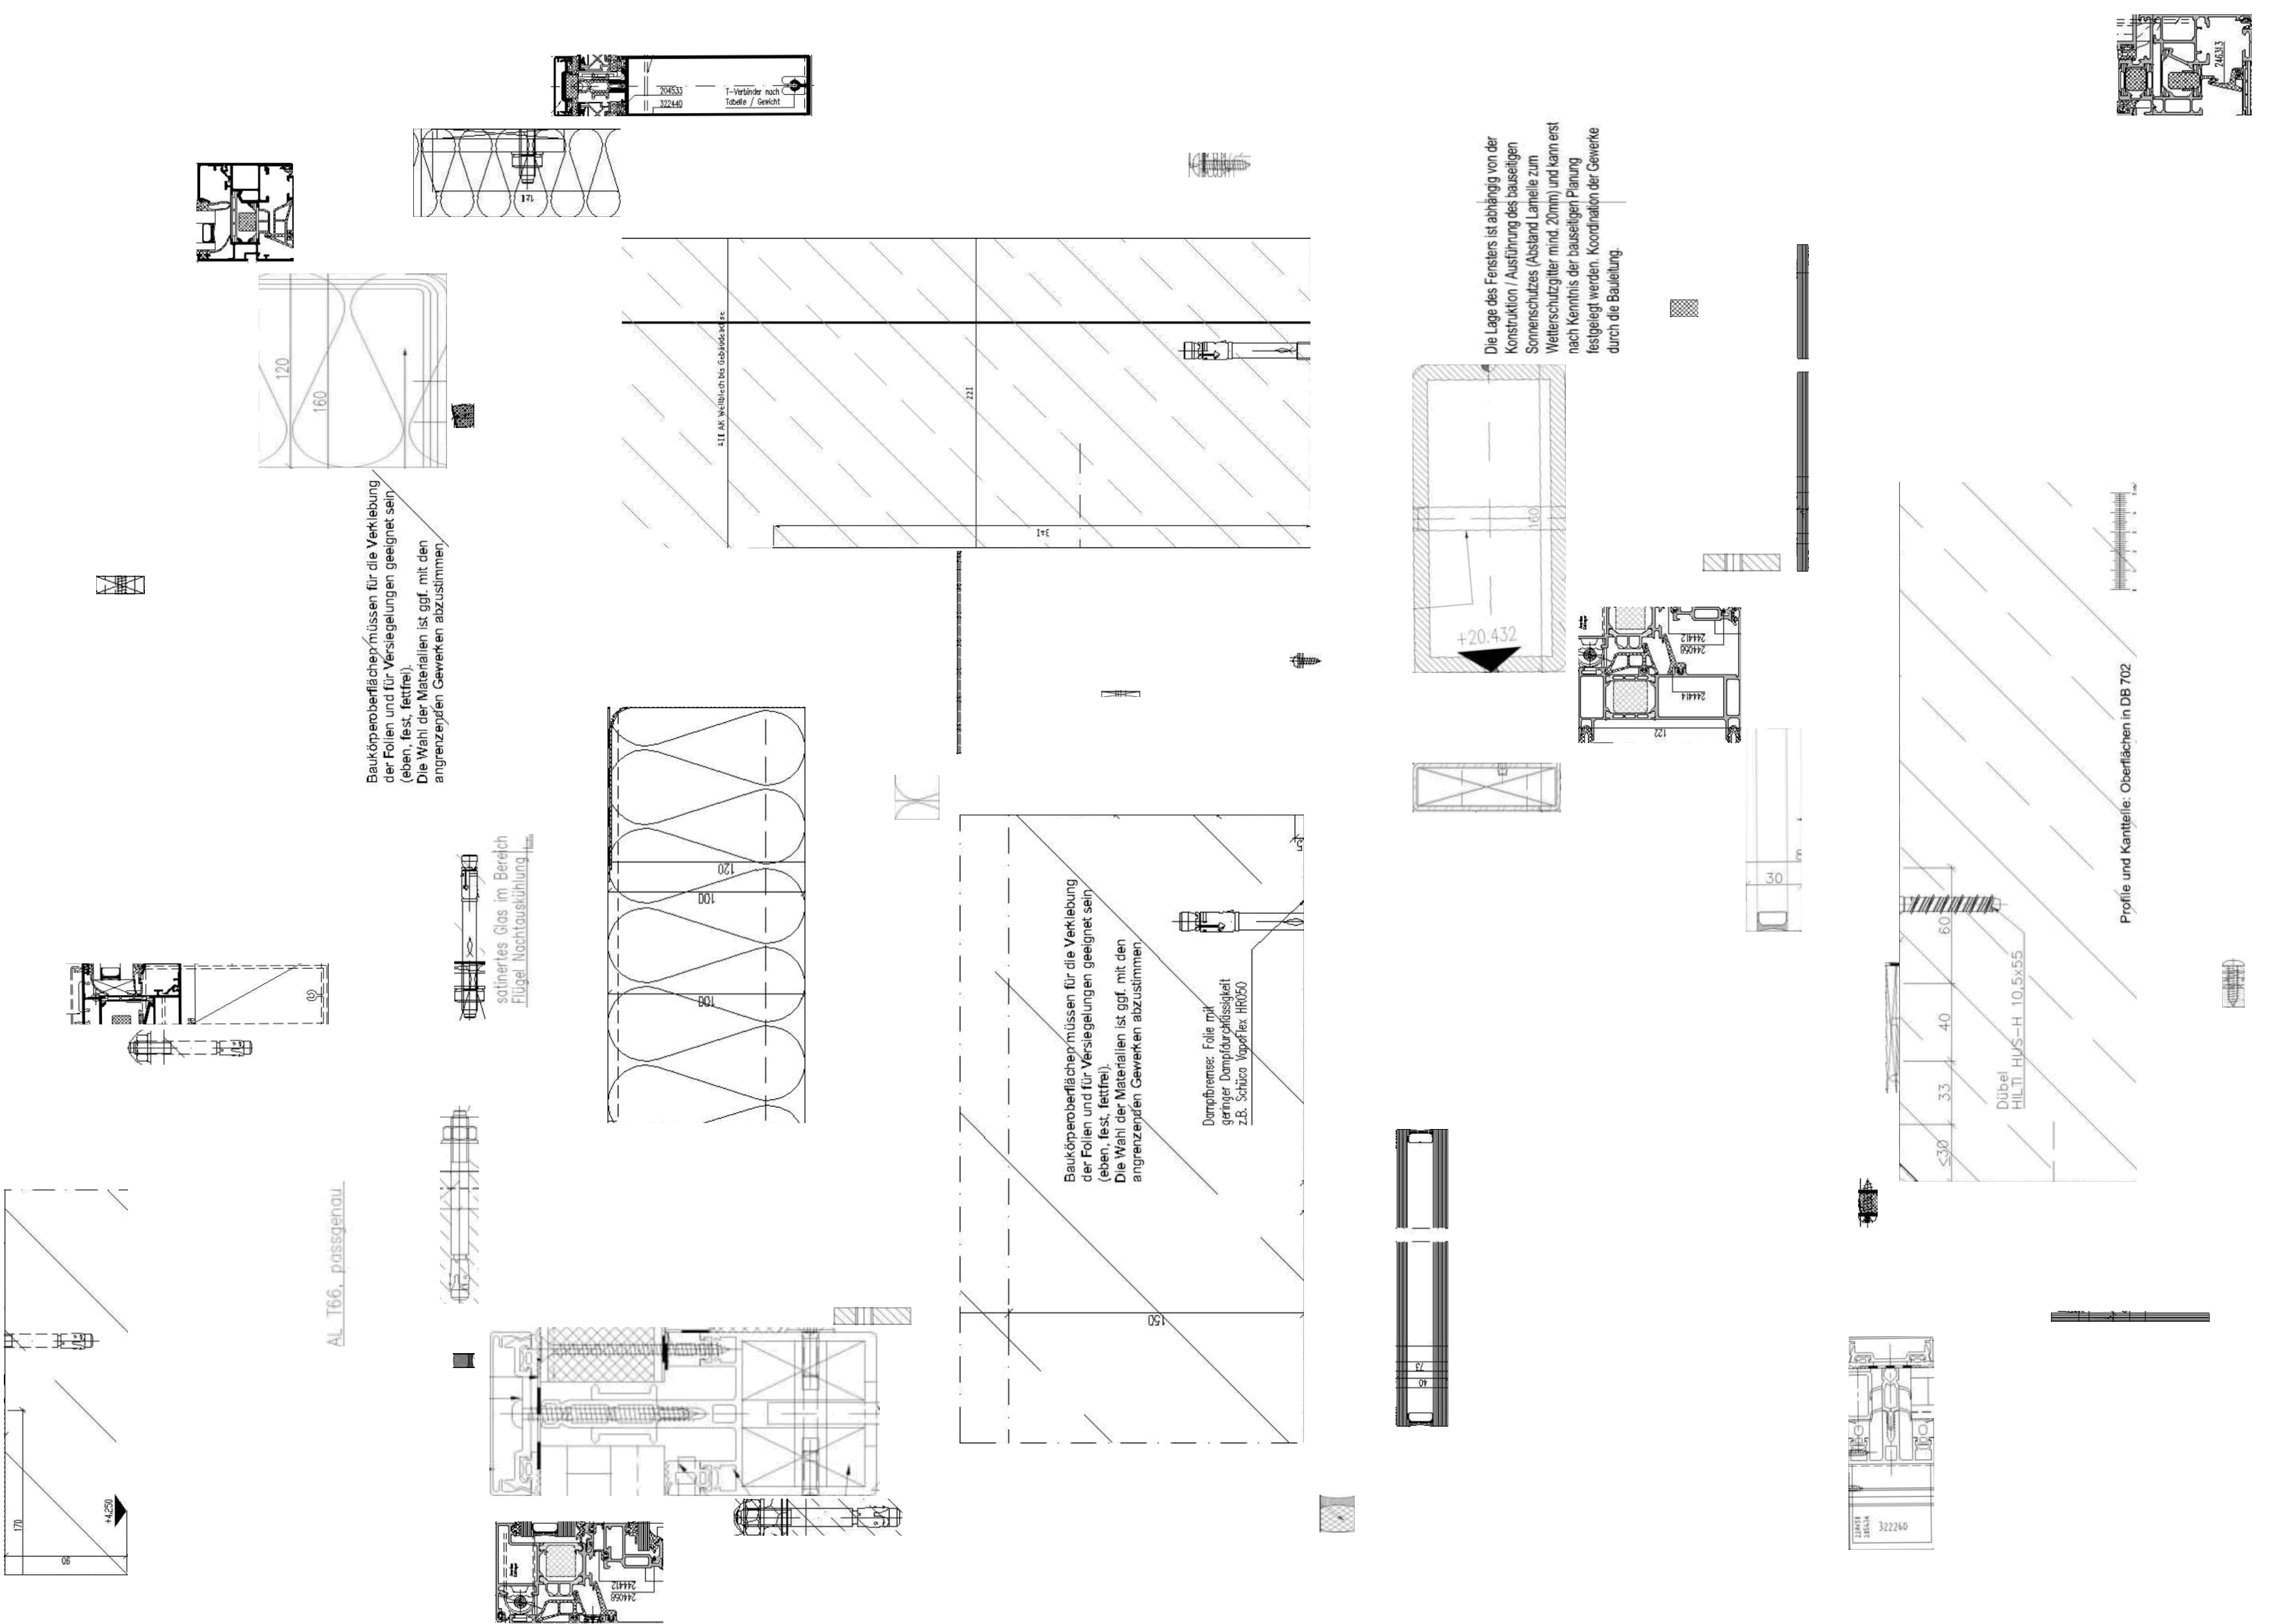 204533
322440
T-Verbinder nach
Tabelle / Gewicht
246313
121
120
160
Die Lage des Fensters ist abhängig von der
Konstruktion / Ausführung des bauseitigen
Sonnenschutzes (Abstand Lamelle zum
Wetterschutzgitter mind. 20mm) und kann erst
nach Kenntnis der bauseitigen Planung
festgelegt werden. Koordination der Gewerke
durch die Bauleitung.
AK Wellblech bis Gebäudeachse
221
341
Baukörperoberflächen müssen für die Verklebung
der Folien und für Versiegelungen geeignet sein
(eben, fest, fettfrei).
Die Wahl der Materialien ist ggf. mit den
angrenzenden Gewerken abzustimmen
160
+20.432
244412
244058
244414
122
Profile und Kantteile: Oberflächen in DB 702
satiniertes Glas im Bereich
Flügel Nachtauskühlung
120
100
100
30
Baukörperoberflächen müssen für die Verklebung
der Folien und für Versiegelungen geeignet sein
(eben, fest, fettfrei).
Die Wahl der Materialien ist ggf. mit den
angrenzenden Gewerken abzustimmen
Dampfbremse: Folie mit
geringer Dampfdurchlässigkeit
z.B. Schüco VapoFlex HR050
150
60
40
33
≤30
Dübel
HILTI HUS-H 10,5x55
AL T66, passgenau
73
40
170
+4,250
90
322260
244412
244058